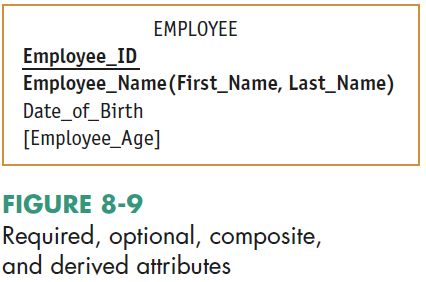 EMPLOYEE
Employee_ID
Employee_Name(First_Name, Last_Name)
Date_of_Birth
[Employee_Age]
FIGURE 8-9
Required, optional, composite,
and derived attributes